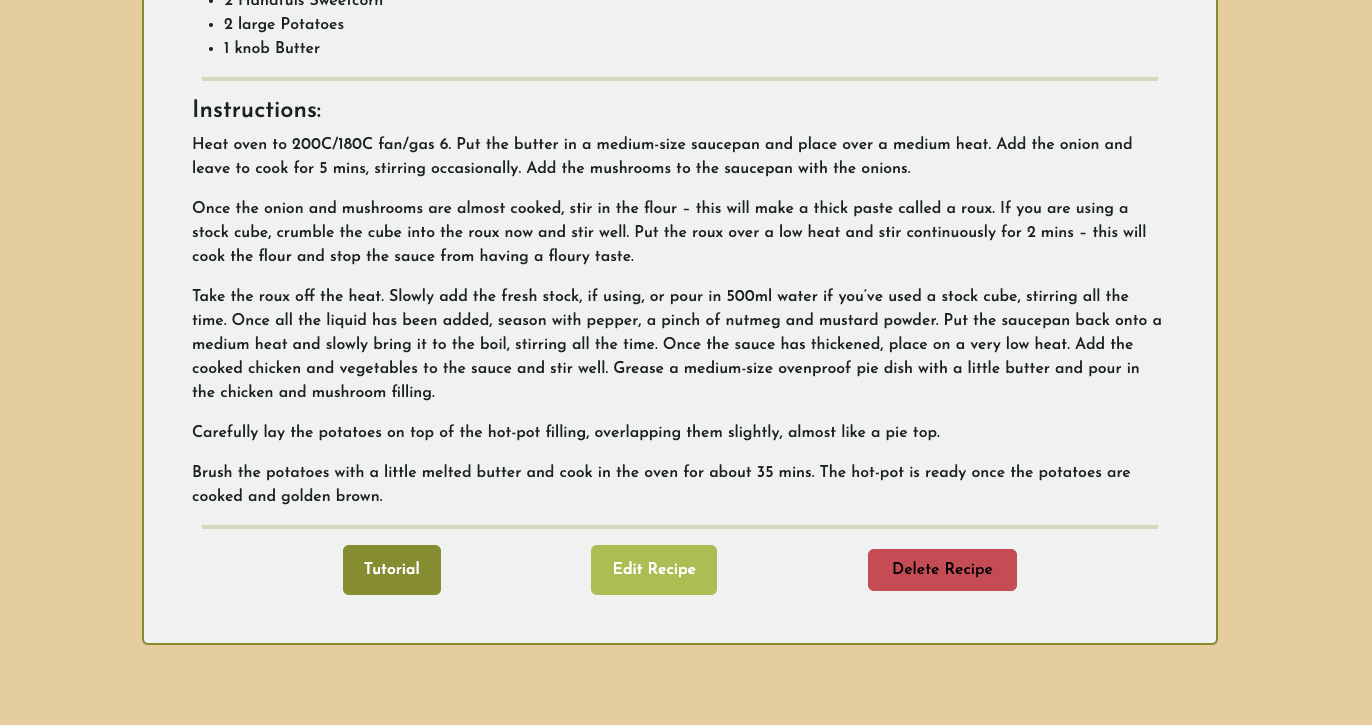 2 Handfuls Sweetcorn
2 large Potatoes
1 knob Butter
Instructions:
Heat oven to 200C/180C fan/gas 6. Put the butter in a medium-size saucepan and place over a medium heat. Add the onion and
leave to cook for 5 mins, stirring occasionally. Add the mushrooms to the saucepan with the onions.
Once the onion and mushrooms are almost cooked, stir in the flour – this will make a thick paste called a roux. If you are using a
stock cube, crumble the cube into the roux now and stir well. Put the roux over a low heat and stir continuously for 2 mins – this will
cook the flour and stop the sauce from having a floury taste.
Take the roux off the heat. Slowly add the fresh stock, if using, or pour in 500ml water if you’ve used a stock cube, stirring all the
time. Once all the liquid has been added, season with pepper, a pinch of nutmeg and mustard powder. Put the saucepan back onto a
medium heat and slowly bring it to the boil, stirring all the time. Once the sauce has thickened, place on a very low heat. Add the
cooked chicken and vegetables to the sauce and stir well. Grease a medium-size ovenproof pie dish with a little butter and pour in
the chicken and mushroom filling.
Carefully lay the potatoes on top of the hot-pot filling, overlapping them slightly, almost like a pie top.
Brush the potatoes with a little melted butter and cook in the oven for about 35 mins. The hot-pot is ready once the potatoes are
cooked and golden brown.
Tutorial
Edit Recipe
Delete Recipe